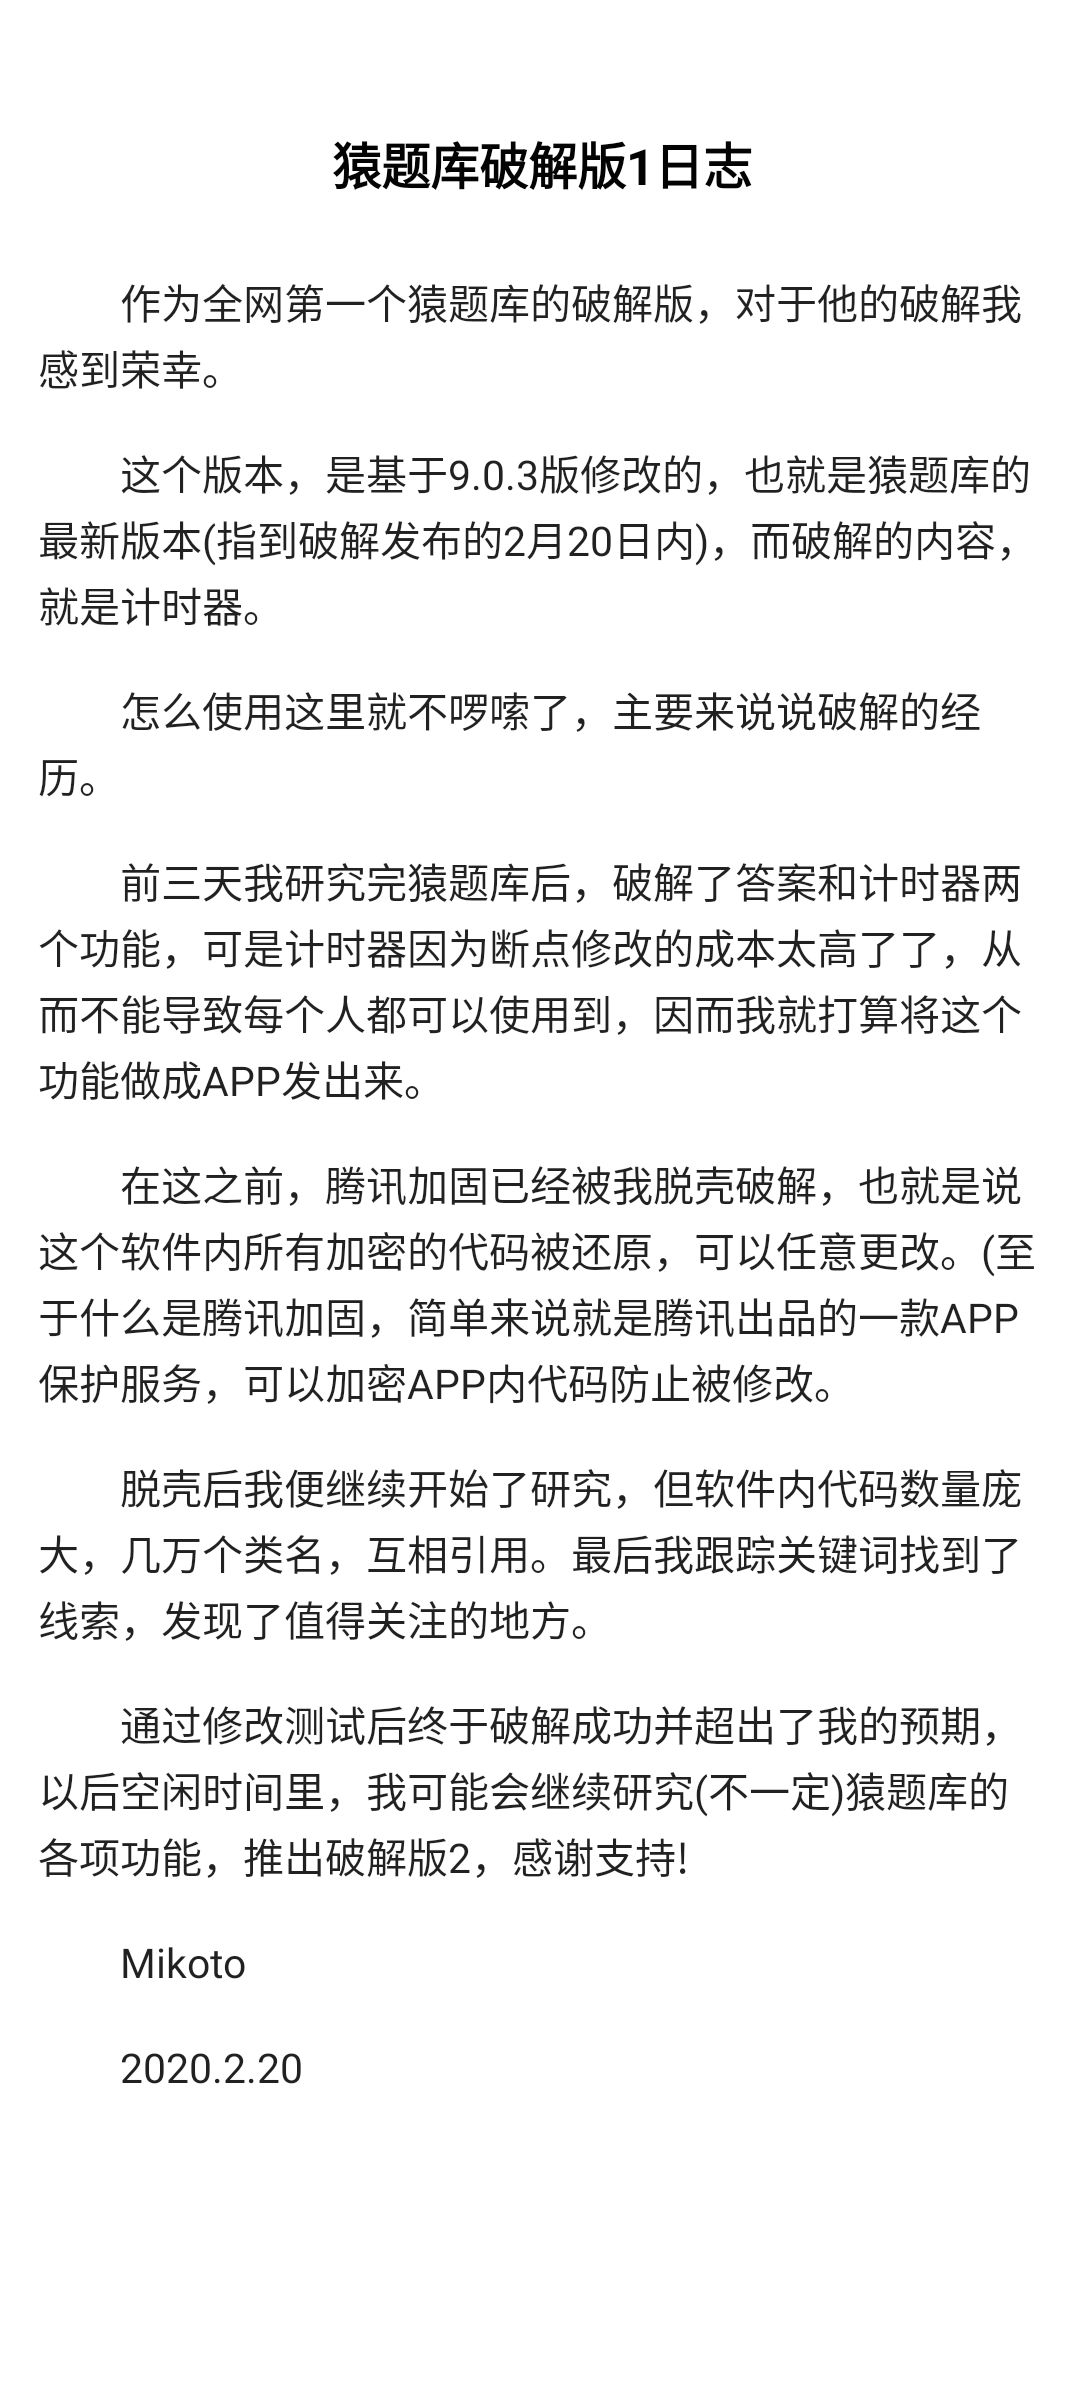 猿题库破解版1日志
作为全网第一个猿题库的破解版，对于他的破解我
感到荣幸。
这个版本，是基于9.0.3版修改的，也就是猿题库的
最新版本(指到破解发布的2月20日内)，而破解的内容，
就是计时器。
怎么使用这里就不啰嗦了，主要来说说破解的经
历。
前三天我研究完猿题库后，破解了答案和计时器两
个功能，可是计时器因为断点修改的成本太高了了，从
而不能导致每个人都可以使用到，因而我就打算将这个
功能做成APP发出来。
在这之前，腾讯加固已经被我脱壳破解，也就是说
这个软件内所有加密的代码被还原，可以任意更改。(至
于什么是腾讯加固，简单来说就是腾讯出品的一款APP
保护服务，可以加密APP内代码防止被修改。
脱壳后我便继续开始了研究，但软件内代码数量庞
大，几万个类名，互相引用。最后我跟踪关键词找到了
线索，发现了值得关注的地方。
通过修改测试后终于破解成功并超出了我的预期，
以后空闲时间里，我可能会继续研究(不一定)猿题库的
各项功能，推出破解版2，感谢支持!
Mikoto
2020.2.20